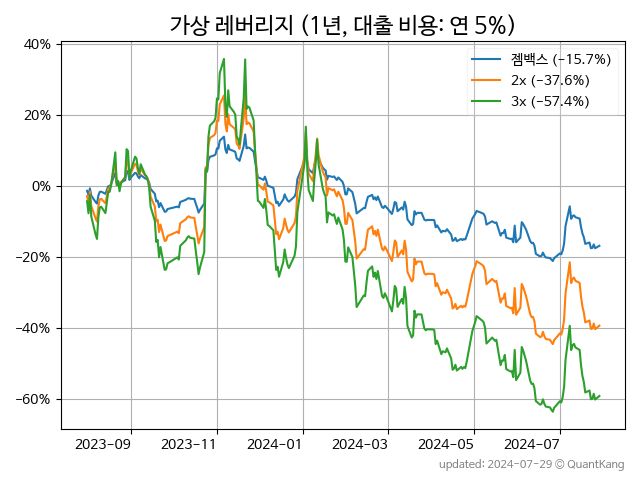 가상 레버리지 (1년, 대출 비용: 연 5%)
40%
20%
0%
−20%
−40%
−60%
젬백스 (-15.7%)
2x (-37.6%)
3x (-57.4%)
2023-09 2023-11 2024-01 2024-03 2024-05 2024-07
updated: 2024-07-29 © QuantKang